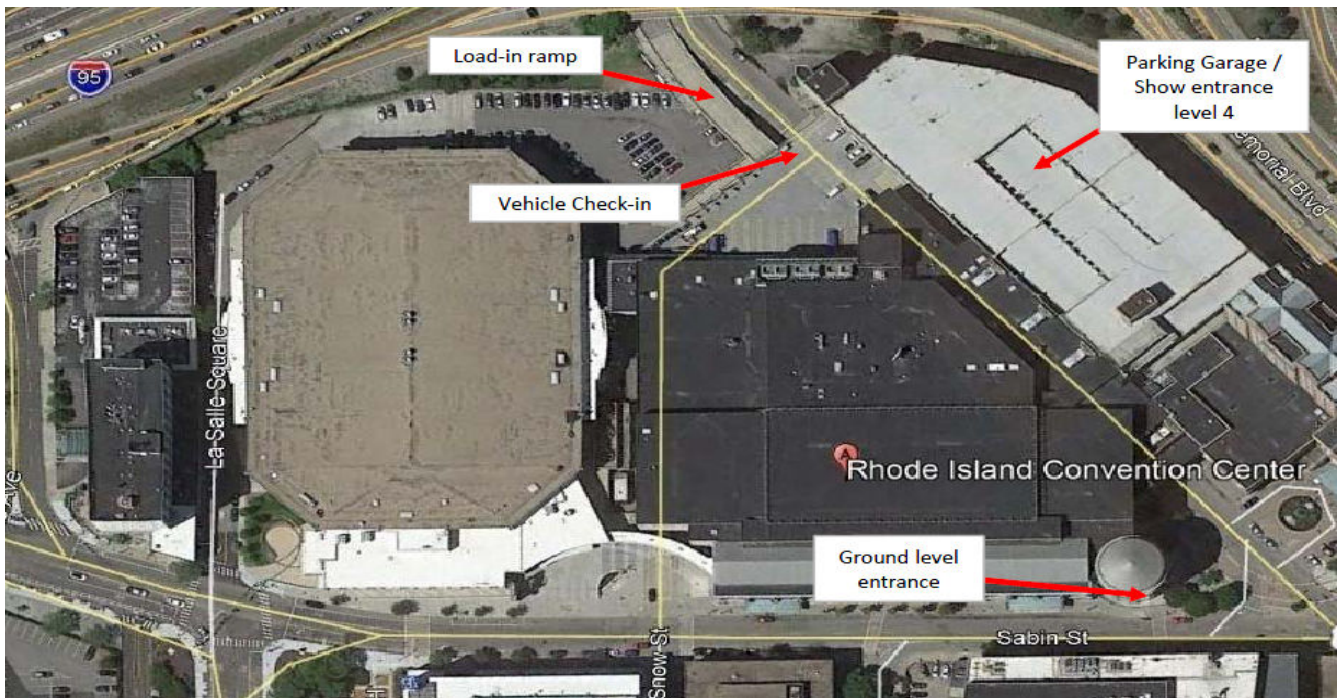 Load-in ramp
Parking Garage /
Show entrance
level 4
95
emorial Blvd
Vehicle Check-in
La Salle Square
Ave
Rhode Island Convention Center
A
Ground level
entrance
Sabin St
Snow St